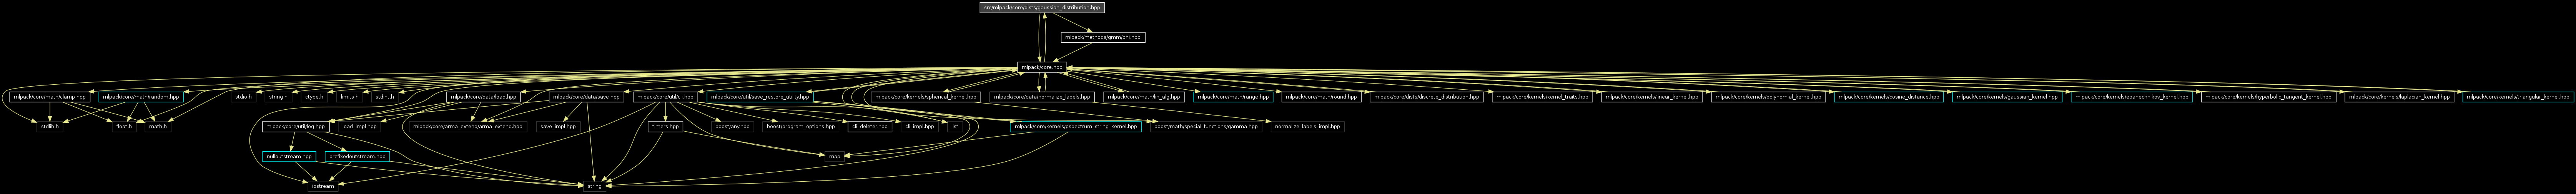 src/mlpack/core/dists/gaussian_distribution.hpp
mlpack/methods/gmm/phi.hpp
mlpack/core.hpp
mlpack/core/math/clamp.hpp
mlpack/core/math/random.hpp
stdio.h
string.h
ctype.h
limits.h
stdint.h
mlpack/core/data/load.hpp
mlpack/core/data/save.hpp
mlpack/core/util/cli.hpp
mlpack/core/util/save_restore_utility.hpp
mlpack/core/kernels/spherical_kernel.hpp
mlpack/core/data/normalize_labels.hpp
mlpack/core/math/lin_alg.hpp
mlpack/core/math/range.hpp
mlpack/core/math/round.hpp
mlpack/core/dists/discrete_distribution.hpp
mlpack/core/kernels/kernel_traits.hpp
mlpack/core/kernels/linear_kernel.hpp
mlpack/core/kernels/polynomial_kernel.hpp
mlpack/core/kernels/cosine_distance.hpp
mlpack/core/kernels/gaussian_kernel.hpp
mlpack/core/kernels/epanechnikov_kernel.hpp
mlpack/core/kernels/hyperbolic_tangent_kernel.hpp
mlpack/core/kernels/laplacian_kernel.hpp
mlpack/core/kernels/triangular_kernel.hpp
stdlib.h
float.h
math.h
mlpack/core/util/log.hpp
load_impl.hpp
mlpack/core/arma_extend/arma_extend.hpp
save_impl.hpp
timers.hpp
boost/any.hpp
boost/program_options.hpp
cli_deleter.hpp
cli_impl.hpp
list
mlpack/core/kernels/pspectrum_string_kernel.hpp
boost/math/special_functions/gamma.hpp
normalize_labels_impl.hpp
nulloutstream.hpp
prefixedoutstream.hpp
map
iostream
string